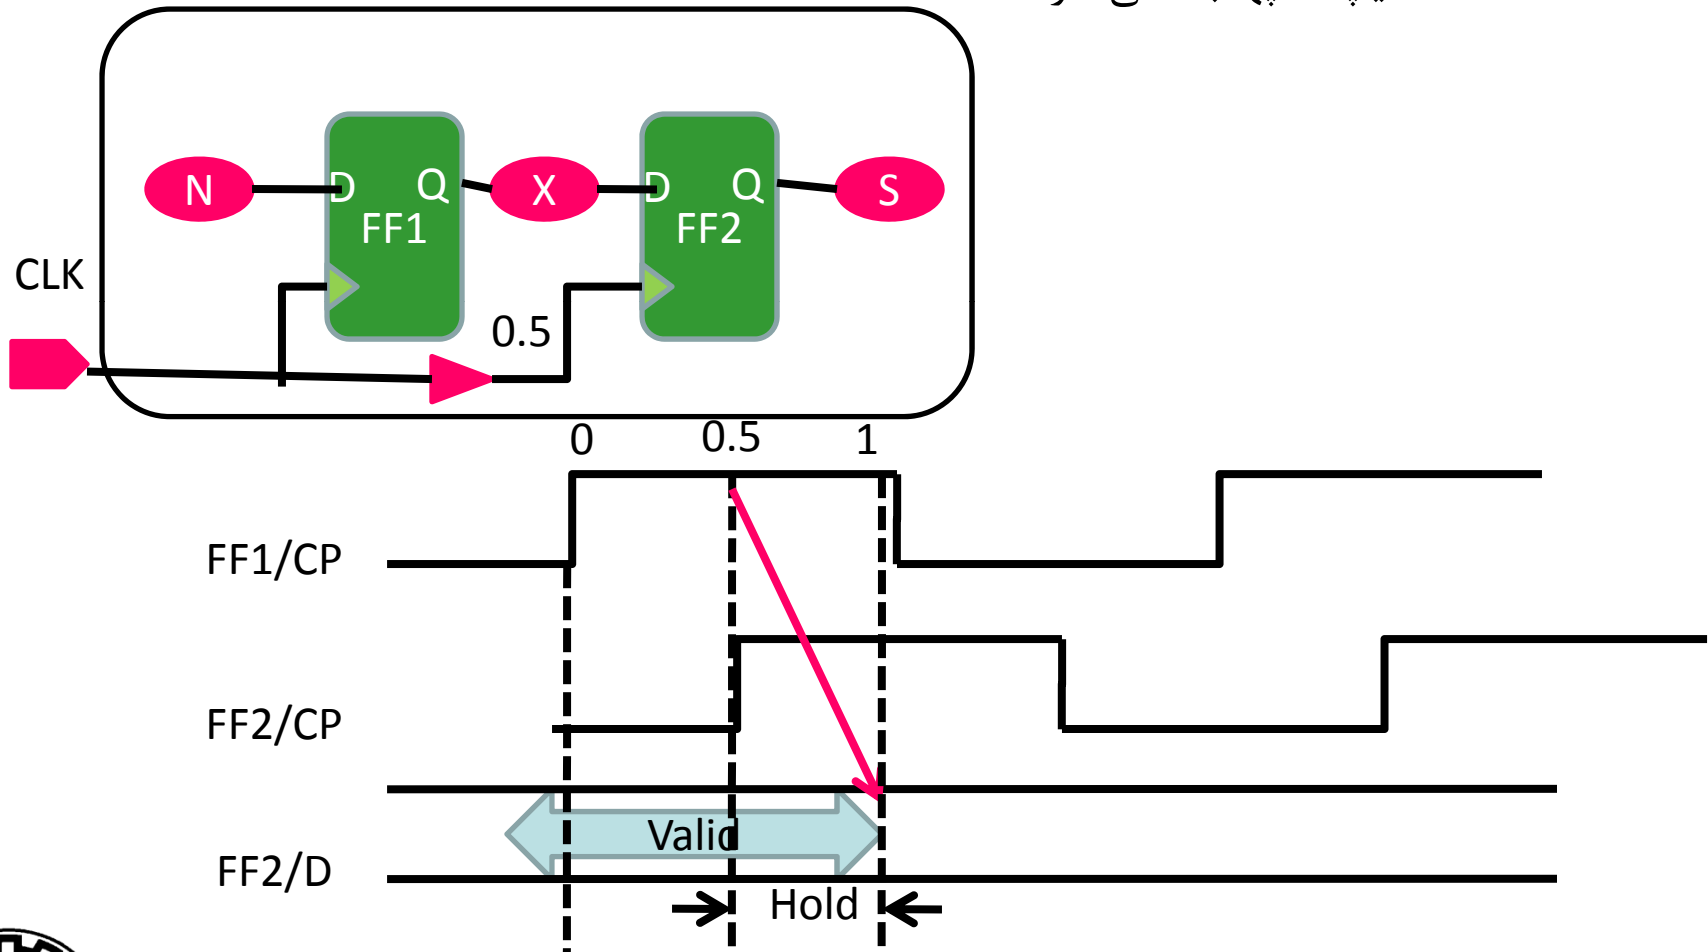 N D Q X D Q S
FF1 FF2
CLK
0.5
0 0.5 1
FF1/CP
FF2/CP
Valid
FF2/D
Hold